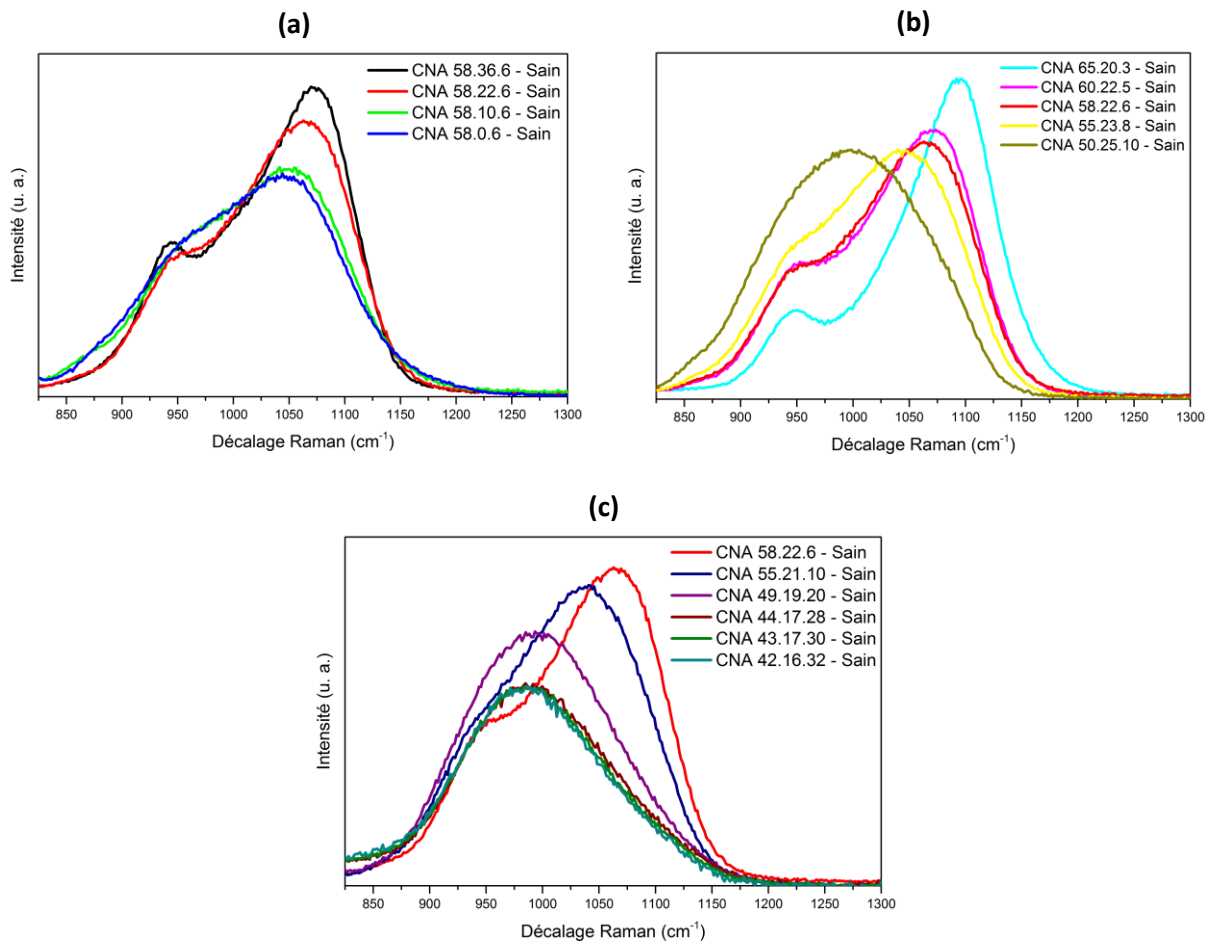 (a)
CNA 58.36.6 - Sain
CNA 58.22.6 - Sain
CNA 58.10.6 - Sain
CNA 58.0.6 - Sain
Intensité (u. a.)
850 900 950 1000 1050 1100 1150 1200 1250 1300
Décalage Raman (cm⁻¹)
(b)
CNA 65.20.3 - Sain
CNA 60.22.5 - Sain
CNA 58.22.6 - Sain
CNA 55.23.8 - Sain
CNA 50.25.10 - Sain
Intensité (u. a.)
850 900 950 1000 1050 1100 1150 1200 1250 1300
Décalage Raman (cm⁻¹)
(c)
CNA 58.22.6 - Sain
CNA 55.21.10 - Sain
CNA 49.19.20 - Sain
CNA 44.17.28 - Sain
CNA 43.17.30 - Sain
CNA 42.16.32 - Sain
Intensité (u. a.)
850 900 950 1000 1050 1100 1150 1200 1250 1300
Décalage Raman (cm⁻¹)